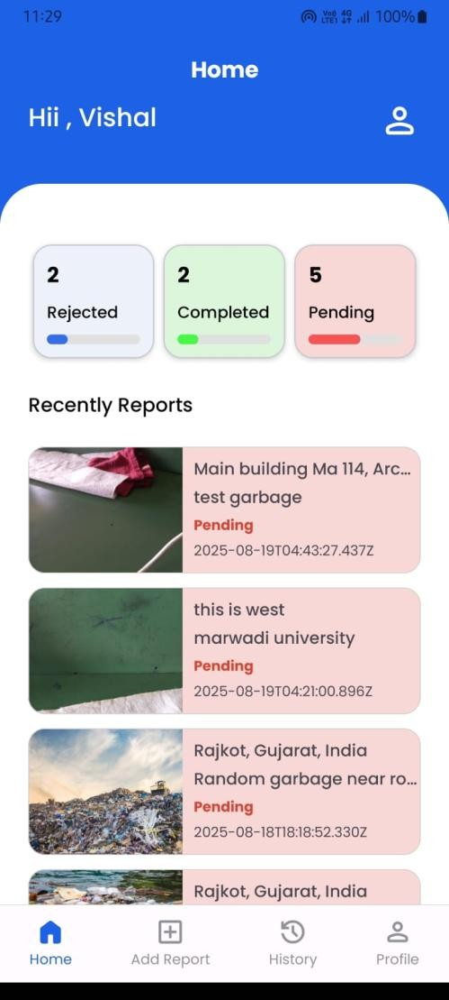 11:29
Vo)) LTE1 4G 100%
Home
Hii , Vishal
2
Rejected
2
Completed
5
Pending
Recently Reports
Main building Ma 114, Arc...
test garbage
Pending
2025-08-19T04:43:27.437Z
this is west
marwadi university
Pending
2025-08-19T04:21:00.896Z
Rajkot, Gujarat, India
Random garbage near ro...
Pending
2025-08-18T18:18:52.330Z
Rajkot, Gujarat, India
Home
Add Report
History
Profile